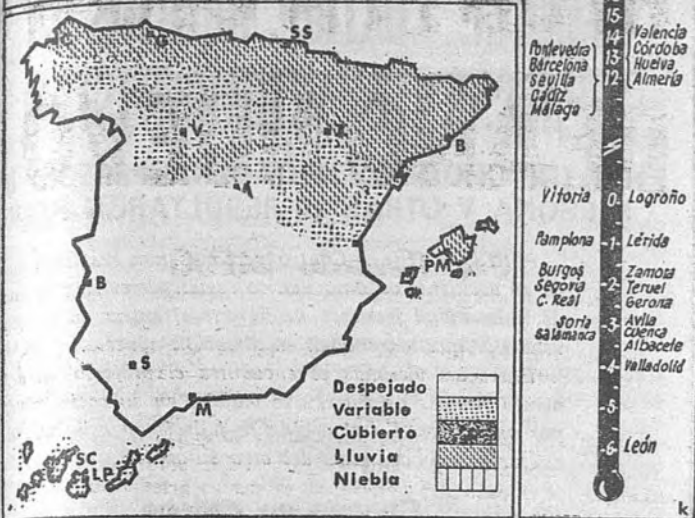 C
G
SS
V
Z
B
PM
B
S
M
SC
LP
Despejado
Variable
Cubierto
Lluvia
Niebla
15
14
13
12
Pontevedra
Barcelona
Sevilla
Cádiz
Málaga
Valencia
Córdoba
Huelva
Almería
Vitoria 0 Logroño
Pamplona -1 Lérida
Burgos
Segovia
C. Real
-2
Zamora
Teruel
Gerona
Soria
Salamanca
-3
Avila
Cuenca
Albacete
-4 Valladolid
-5
-6 León
k